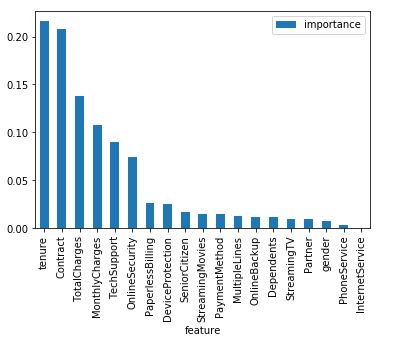 importance
0.20
0.15
0.10
0.05
0.00
tenure
Contract
TotalCharges
MonthlyCharges
TechSupport
OnlineSecurity
PaperlessBilling
DeviceProtection
SeniorCitizen
StreamingMovies
PaymentMethod
MultipleLines
OnlineBackup
Dependents
StreamingTV
Partner
gender
PhoneService
InternetService
feature